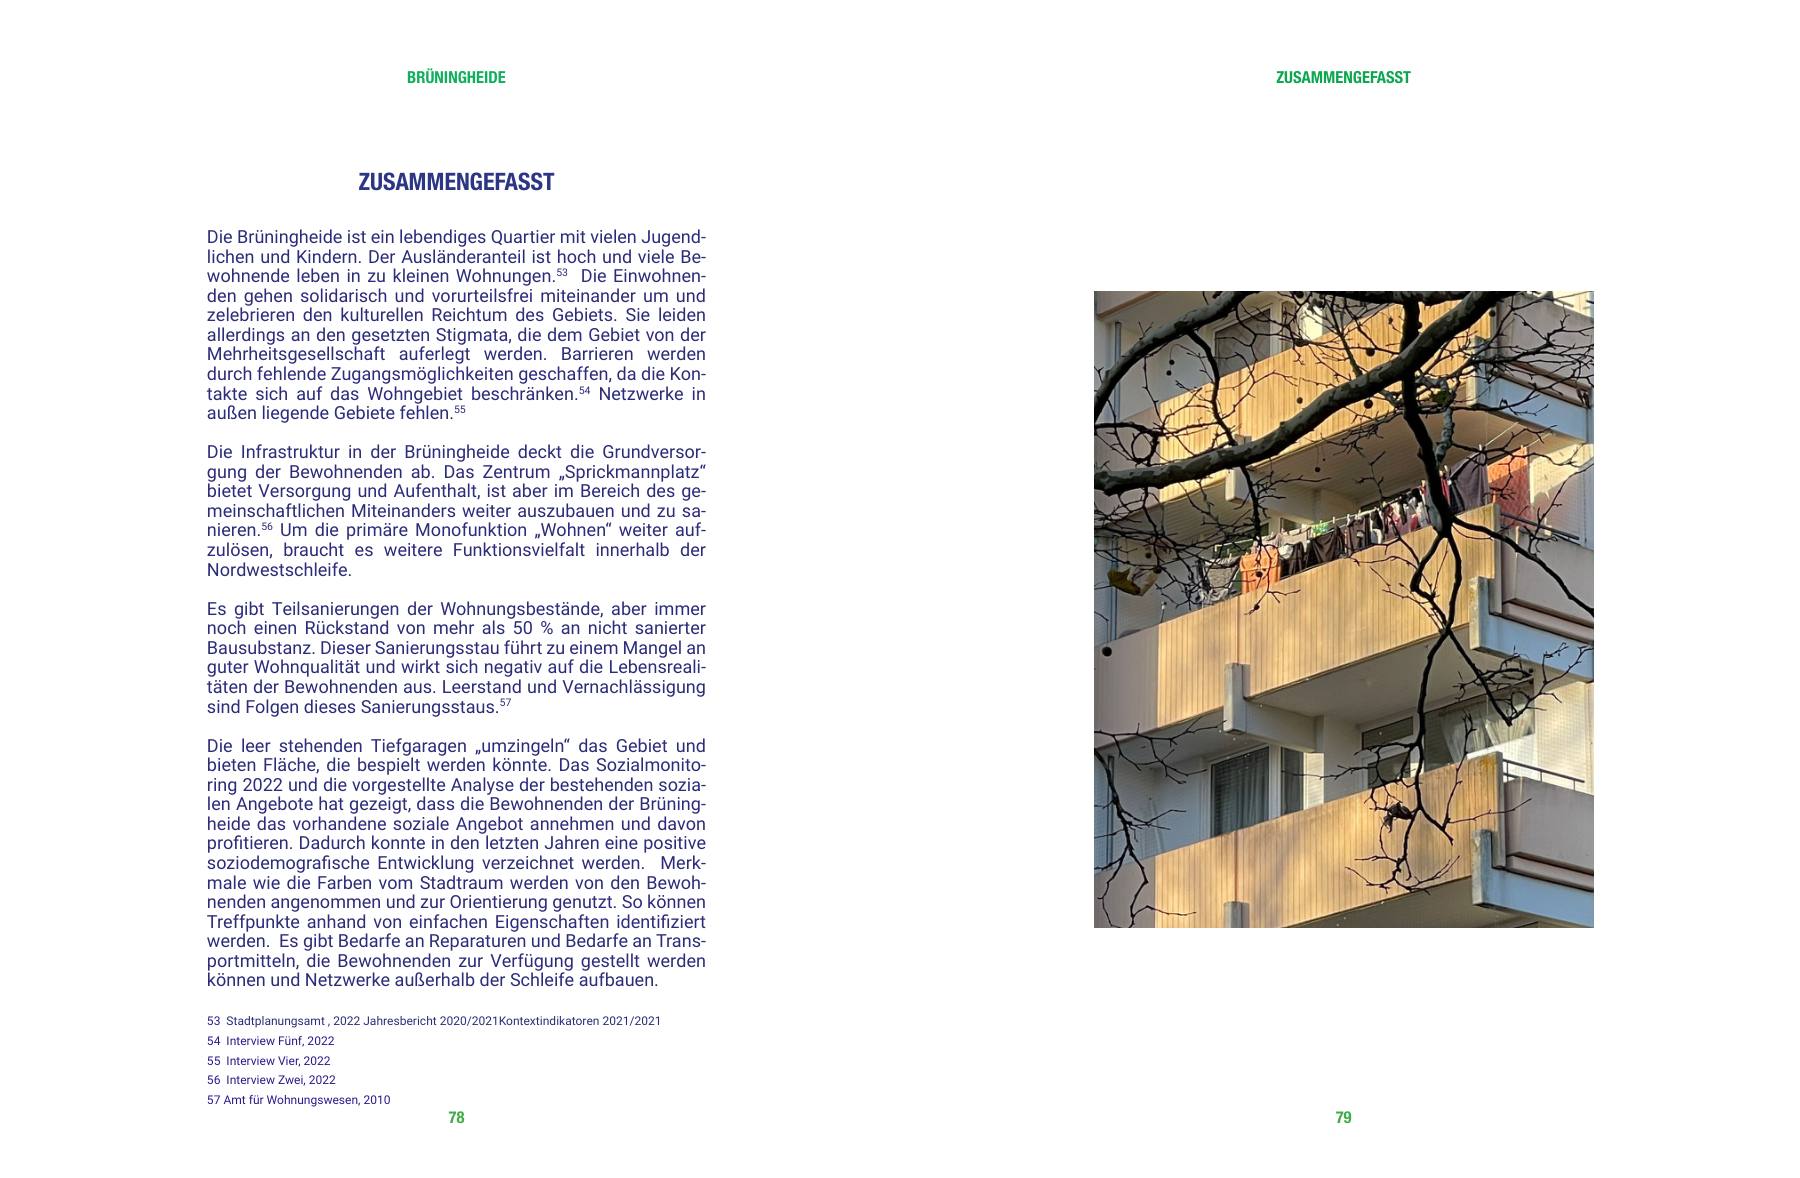 BRÜNINGHEIDE
ZUSAMMENGEFASST
Die Brüningheide ist ein lebendiges Quartier mit vielen Jugend-
lichen und Kindern. Der Ausländeranteil ist hoch und viele Be-
wohnende leben in zu kleinen Wohnungen.53  Die Einwohnen-
den gehen solidarisch und vorurteilsfrei miteinander um und
zelebrieren den kulturellen Reichtum des Gebiets. Sie leiden
allerdings an den gesetzten Stigmata, die dem Gebiet von der
Mehrheitsgesellschaft auferlegt werden. Barrieren werden
durch fehlende Zugangsmöglichkeiten geschaffen, da die Kon-
takte sich auf das Wohngebiet beschränken.54 Netzwerke in
außen liegende Gebiete fehlen.55
Die Infrastruktur in der Brüningheide deckt die Grundversor-
gung der Bewohnenden ab. Das Zentrum „Sprickmannplatz“
bietet Versorgung und Aufenthalt, ist aber im Bereich des ge-
meinschaftlichen Miteinanders weiter auszubauen und zu sa-
nieren.56 Um die primäre Monofunktion „Wohnen“ weiter auf-
zulösen, braucht es weitere Funktionsvielfalt innerhalb der
Nordwestschleife.
Es gibt Teilsanierungen der Wohnungsbestände, aber immer
noch einen Rückstand von mehr als 50 % an nicht sanierter
Bausubstanz. Dieser Sanierungsstau führt zu einem Mangel an
guter Wohnqualität und wirkt sich negativ auf die Lebensreali-
täten der Bewohnenden aus. Leerstand und Vernachlässigung
sind Folgen dieses Sanierungsstaus.57
Die leer stehenden Tiefgaragen „umzingeln“ das Gebiet und
bieten Fläche, die bespielt werden könnte. Das Sozialmonito-
ring 2022 und die vorgestellte Analyse der bestehenden sozia-
len Angebote hat gezeigt, dass die Bewohnenden der Brüning-
heide das vorhandene soziale Angebot annehmen und davon
profitieren. Dadurch konnte in den letzten Jahren eine positive
soziodemografische Entwicklung verzeichnet werden.  Merk-
male wie die Farben vom Stadtraum werden von den Bewoh-
nenden angenommen und zur Orientierung genutzt. So können
Treffpunkte anhand von einfachen Eigenschaften identifiziert
werden.  Es gibt Bedarfe an Reparaturen und Bedarfe an Trans-
portmitteln, die Bewohnenden zur Verfügung gestellt werden
können und Netzwerke außerhalb der Schleife aufbauen.
53  Stadtplanungsamt , 2022 Jahresbericht 2020/2021Kontextindikatoren 2021/2021
54  Interview Fünf, 2022
55  Interview Vier, 2022
56  Interview Zwei, 2022
57 Amt für Wohnungswesen, 2010
78
ZUSAMMENGEFASST
79